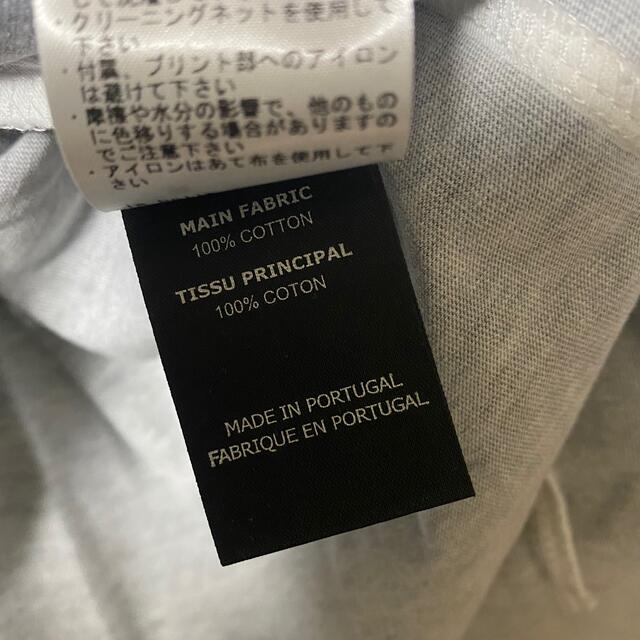 クリーニングネットを使用して
下さい
・付属、プリント部へのアイロン
は避けて下さい
・摩擦や水分の影響で、他のもの
に色移りする場合がありますの
でご注意下さい
・アイロンはあて布を使用して下
さい
MAIN FABRIC
100% COTTON
TISSU PRINCIPAL
100% COTON
MADE IN PORTUGAL
FABRIQUE EN PORTUGAL